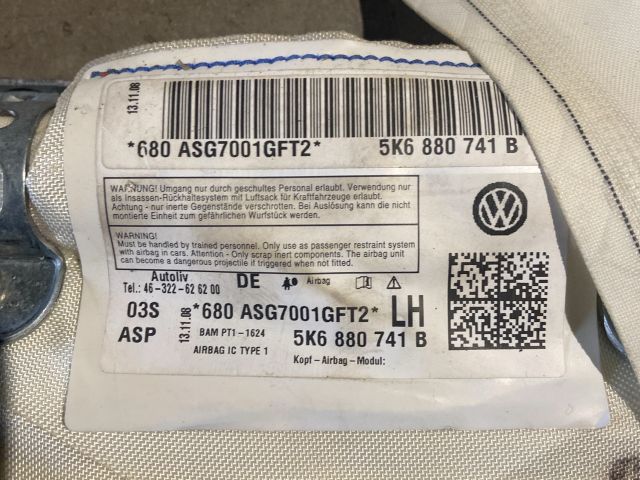 13.11.08
*680 ASG7001GFT2* 5K6 880 741 B
WARNUNG! Umgang nur durch geschultes Personal erlaubt. Verwendung nur
als Insassen-Rückhaltesystem mit Luftsack für Kraftfahrzeuge erlaubt.
Achtung - nur inerte Gegenstände verschrotten. Bei Auslösung kann die nicht
montierte Einheit zum gefährlichen Wurfstück werden.
WARNING!
Must be handled by trained personnel. Only use as passenger restraint system
with airbag in cars. Attention - Only scrap inert components. The airbag unit
can become a dangerous projectile if triggered when not fitted.
Autoliv DE Airbag
Tel.: 46-322-62 62 00
03S 13.11.08 *680 ASG7001GFT2* LH
ASP BAM PT1-1624 5K6 880 741 B
AIRBAG IC TYPE 1 Kopf-Airbag-Modul: